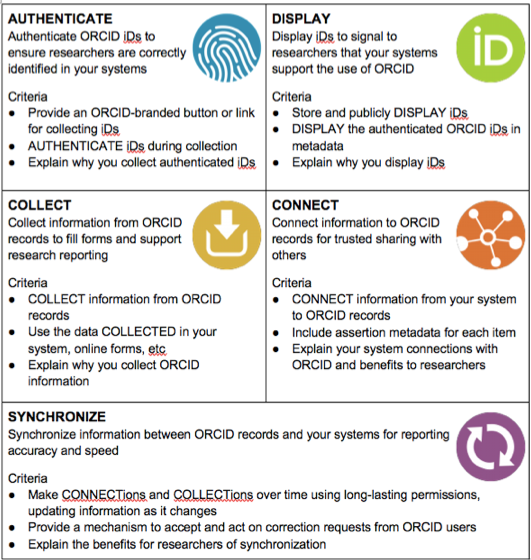 AUTHENTICATE
Authenticate ORCID iDs to
ensure researchers are correctly
identified in your systems
Criteria
● Provide an ORCID-branded button or link
for collecting iDs
● AUTHENTICATE iDs during collection
● Explain why you collect authenticated iDs
DISPLAY
Display iDs to signal to
researchers that your systems
support the use of ORCID
iD
Criteria
● Store and publicly DISPLAY iDs
● DISPLAY the authenticated ORCID iDs in
metadata
● Explain why you display iDs
COLLECT
Collect information from ORCID
records to fill forms and support
research reporting
Criteria
● COLLECT information from ORCID
records
● Use the data COLLECTED in your
system, online forms, etc
● Explain why you collect ORCID
information
CONNECT
Connect information to ORCID
records for trusted sharing with
others
Criteria
● CONNECT information from your system
to ORCID records
● Include assertion metadata for each item
● Explain your system connections with
ORCID and benefits to researchers
SYNCHRONIZE
Synchronize information between ORCID records and your systems for reporting
accuracy and speed
Criteria
● Make CONNECTions and COLLECTions over time using long-lasting permissions,
updating information as it changes
● Provide a mechanism to accept and act on correction requests from ORCID users
● Explain the benefits for researchers of synchronization